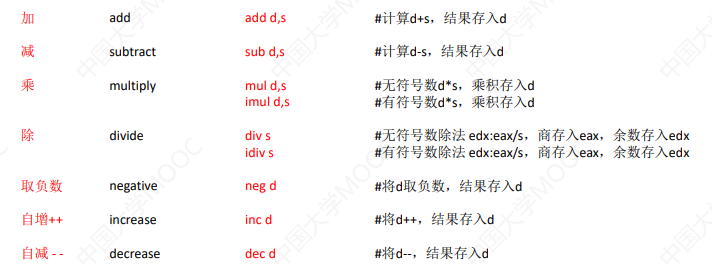 加 add add d,s #计算d+s，结果存入d
减 subtract sub d,s #计算d-s，结果存入d
乘 multiply mul d,s #无符号数d*s，乘积存入d
imul d,s #有符号数d*s，乘积存入d
除 divide div s #无符号数除法 edx:eax/s，商存入eax，余数存入edx
idiv s #有符号数除法 edx:eax/s，商存入eax，余数存入edx
取负数 negative neg d #将d取负数，结果存入d
自增++ increase inc d #将d++，结果存入d
自减 - - decrease dec d #将d--，结果存入d
中国大学MOOC